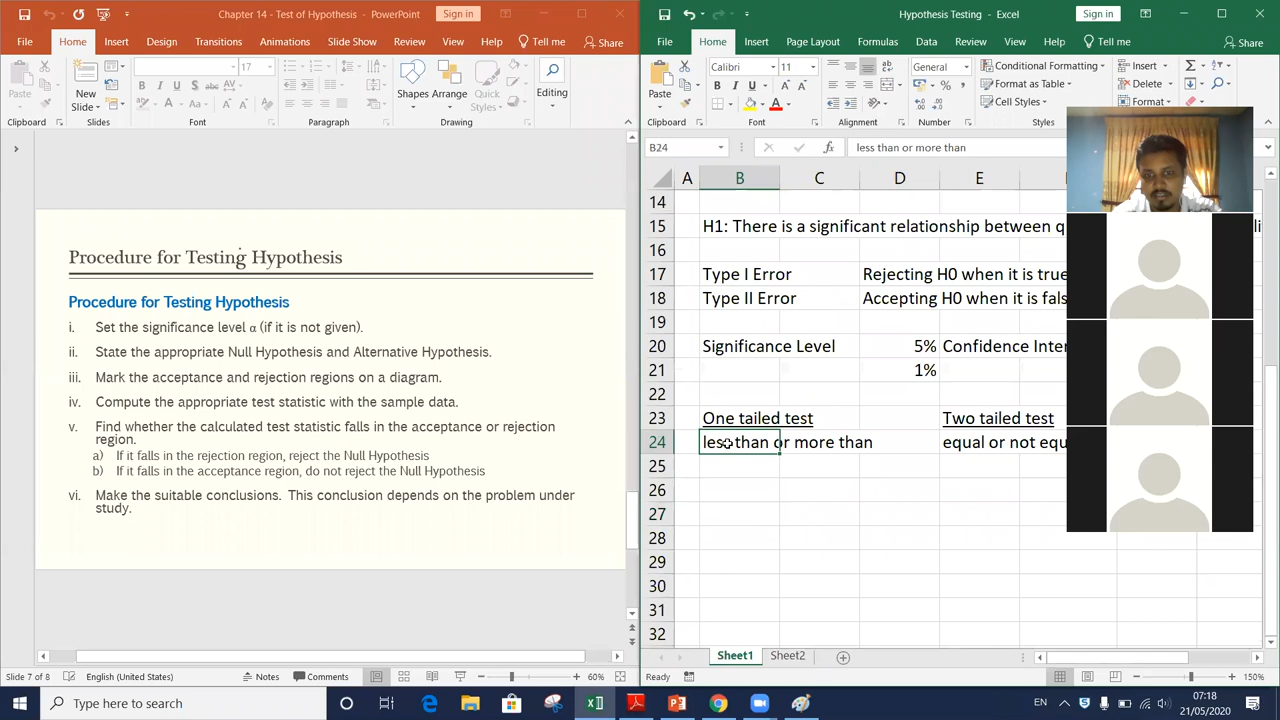 Chapter 14 - Test of Hypothesis - PowerPoint
Sign in
File Home Insert Design Transitions Animations Slide Show Review View Help Tell me Share
Paste
New
Slide
17
Shapes Arrange Quick
Styles
Editing
Clipboard Slides Font Paragraph Drawing
Procedure for Testing Hypothesis
Procedure for Testing Hypothesis
i. Set the significance level α (if it is not given).
ii. State the appropriate Null Hypothesis and Alternative Hypothesis.
iii. Mark the acceptance and rejection regions on a diagram.
iv. Compute the appropriate test statistic with the sample data.
v. Find whether the calculated test statistic falls in the acceptance or rejection
region.
a) If it falls in the rejection region, reject the Null Hypothesis
b) If it falls in the acceptance region, do not reject the Null Hypothesis
vi. Make the suitable conclusions. This conclusion depends on the problem under
study.
Slide 7 of 8 English (United States) Notes Comments 60%
Hypothesis Testing - Excel
Sign in
File Home Insert Page Layout Formulas Data Review View Help Tell me Share
Paste
Calibri 11
General
Conditional Formatting
Format as Table
Cell Styles
Insert
Delete
Format
Clipboard Font Alignment Number Styles
B24 fx less than or more than
A B C D E
14
15 H1: There is a significant relationship between q
16
17 Type I Error Rejecting H0 when it is true
18 Type II Error Accepting H0 when it is fals
19
20 Significance Level 5% Confidence Inter
21 1%
22
23 One tailed test Two tailed test
24 less than or more than equal or not equ
25
26
27
28
29
30
31
32
Sheet1 Sheet2
Ready 150%
Type here to search
EN
07:18
21/05/2020